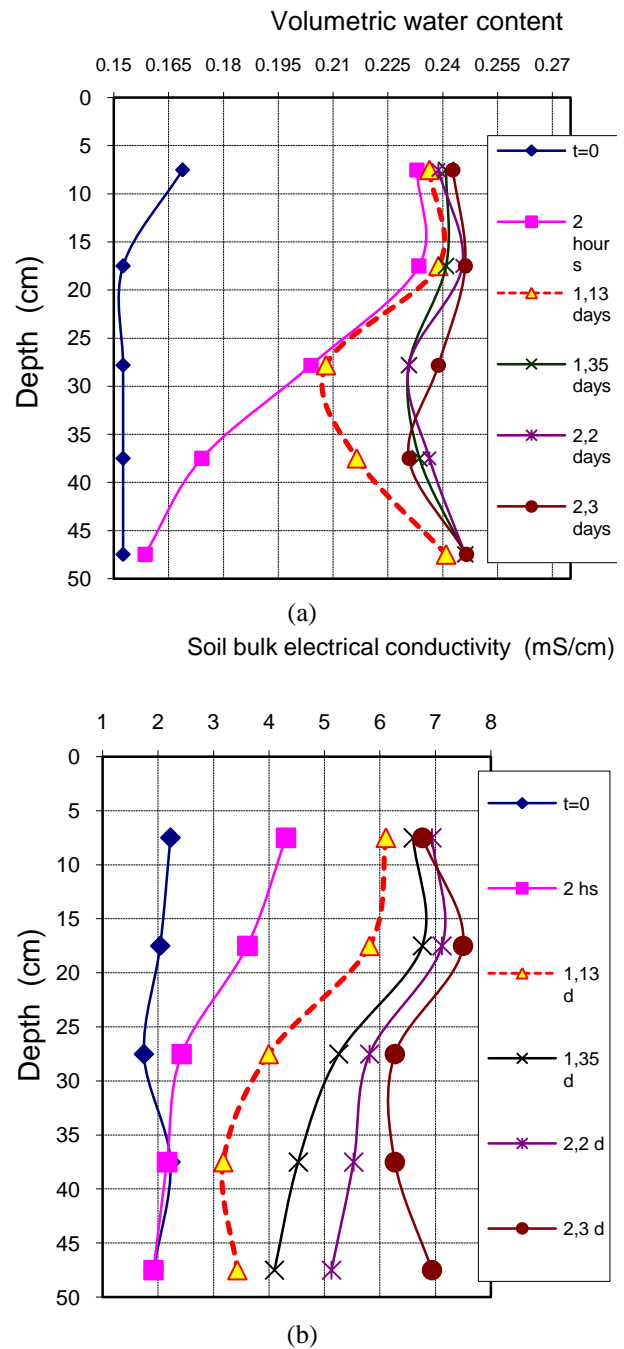 Volumetric water content
0.15 0.165 0.18 0.195 0.21 0.225 0.24 0.255 0.27
0
5
10
15
20
25
30
35
40
45
50
Depth (cm)
t=0
2
hour
s
1,13
days
1,35
days
2,2
days
2,3
days
(a)
Soil bulk electrical conductivity (mS/cm)
1 2 3 4 5 6 7 8
0
5
10
15
20
25
30
35
40
45
50
Depth (cm)
t=0
2 hs
1,13
d
1,35
d
2,2 d
2,3 d
(b)